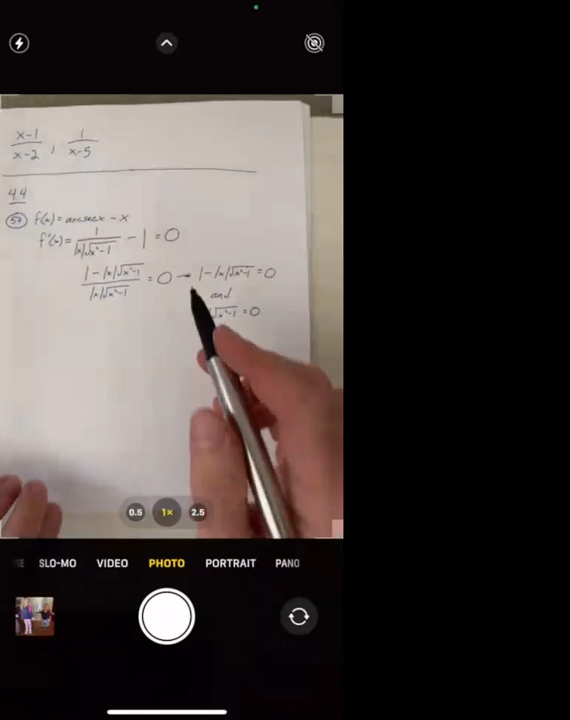 x-1/x-2 , 1/x-5
4.4
57 f(x)=arcsecx-x
f'(x)= 1/|x|√x²-1 - 1 = 0
1-|x|√x²-1/|x|√x²-1 = 0 → 1-|x|√x²-1 = 0
and
√x²-1 = 0
0.5 1× 2.5
SLO-MO VIDEO PHOTO PORTRAIT PANO